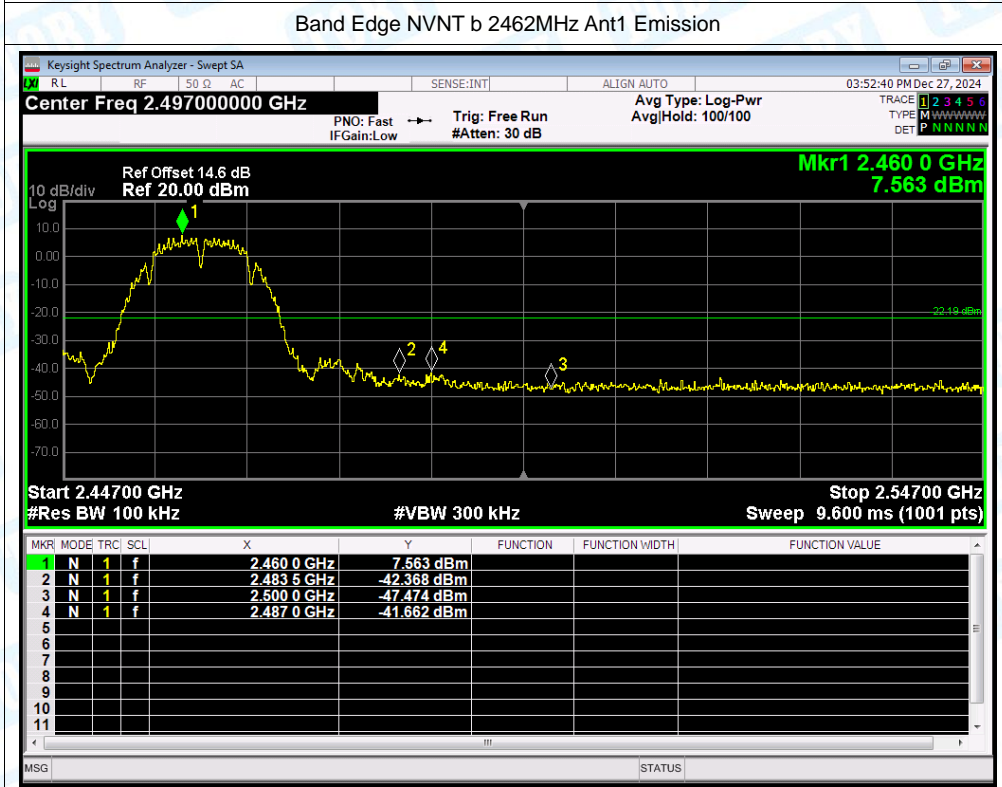 Band Edge NVNT b 2462MHz Ant1 Emission
Keysight Spectrum Analyzer - Swept SA
LXI RL RF 50 Ω AC SENSE:INT ALIGN AUTO 03:52:40 PM Dec 27, 2024
Center Freq 2.497000000 GHz
PNO: Fast
IFGain:Low
Trig: Free Run
#Atten: 30 dB
Avg Type: Log-Pwr
Avg|Hold: 100/100
TRACE 1 2 3 4 5 6
TYPE M W W W W W
DET P N N N N N
Mkr1 2.460 0 GHz
7.563 dBm
Ref Offset 14.6 dB
10 dB/div Ref 20.00 dBm
Log
1
10.0
0.00
-10.0
-20.0
-22.19 dBm
-30.0
2 4
3
-40.0
-50.0
-60.0
-70.0
Start 2.44700 GHz Stop 2.54700 GHz
#Res BW 100 kHz #VBW 300 kHz Sweep 9.600 ms (1001 pts)
MKR MODE TRC SCL X Y FUNCTION FUNCTION WIDTH FUNCTION VALUE
1 N 1 f 2.460 0 GHz 7.563 dBm
2 N 1 f 2.483 5 GHz -42.368 dBm
3 N 1 f 2.500 0 GHz -47.474 dBm
4 N 1 f 2.487 0 GHz -41.662 dBm
5
6
7
8
9
10
11
MSG STATUS